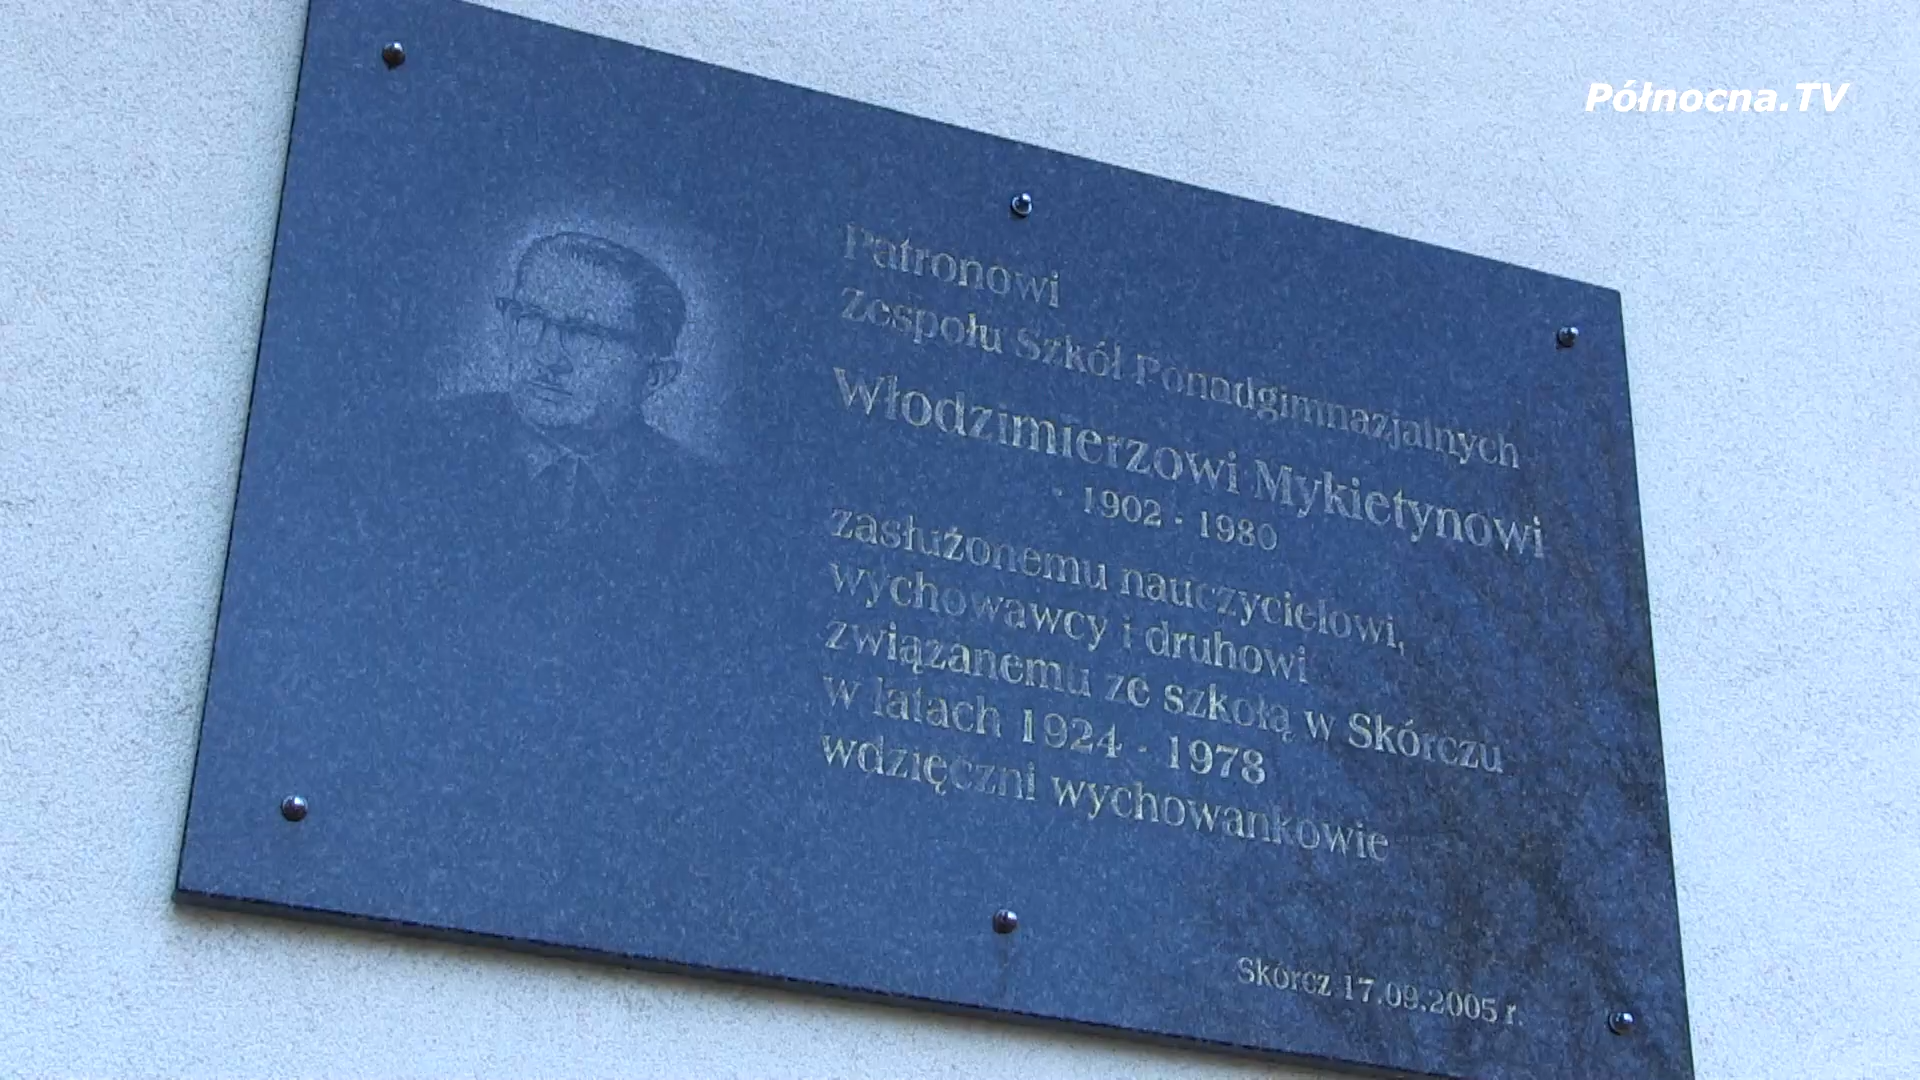 Północna.TV
Patronowi
Zespołu Szkół Ponadgimnazjalnych
Włodzimierzowi Mykietynowi
1902 - 1980
zasłużonemu nauczycielowi,
wychowawcy i druhowi
związanemu ze szkołą w Skórczu
w latach 1924 - 1978
wdzięczni wychowankowie
Skórcz 17.09.2005 r.